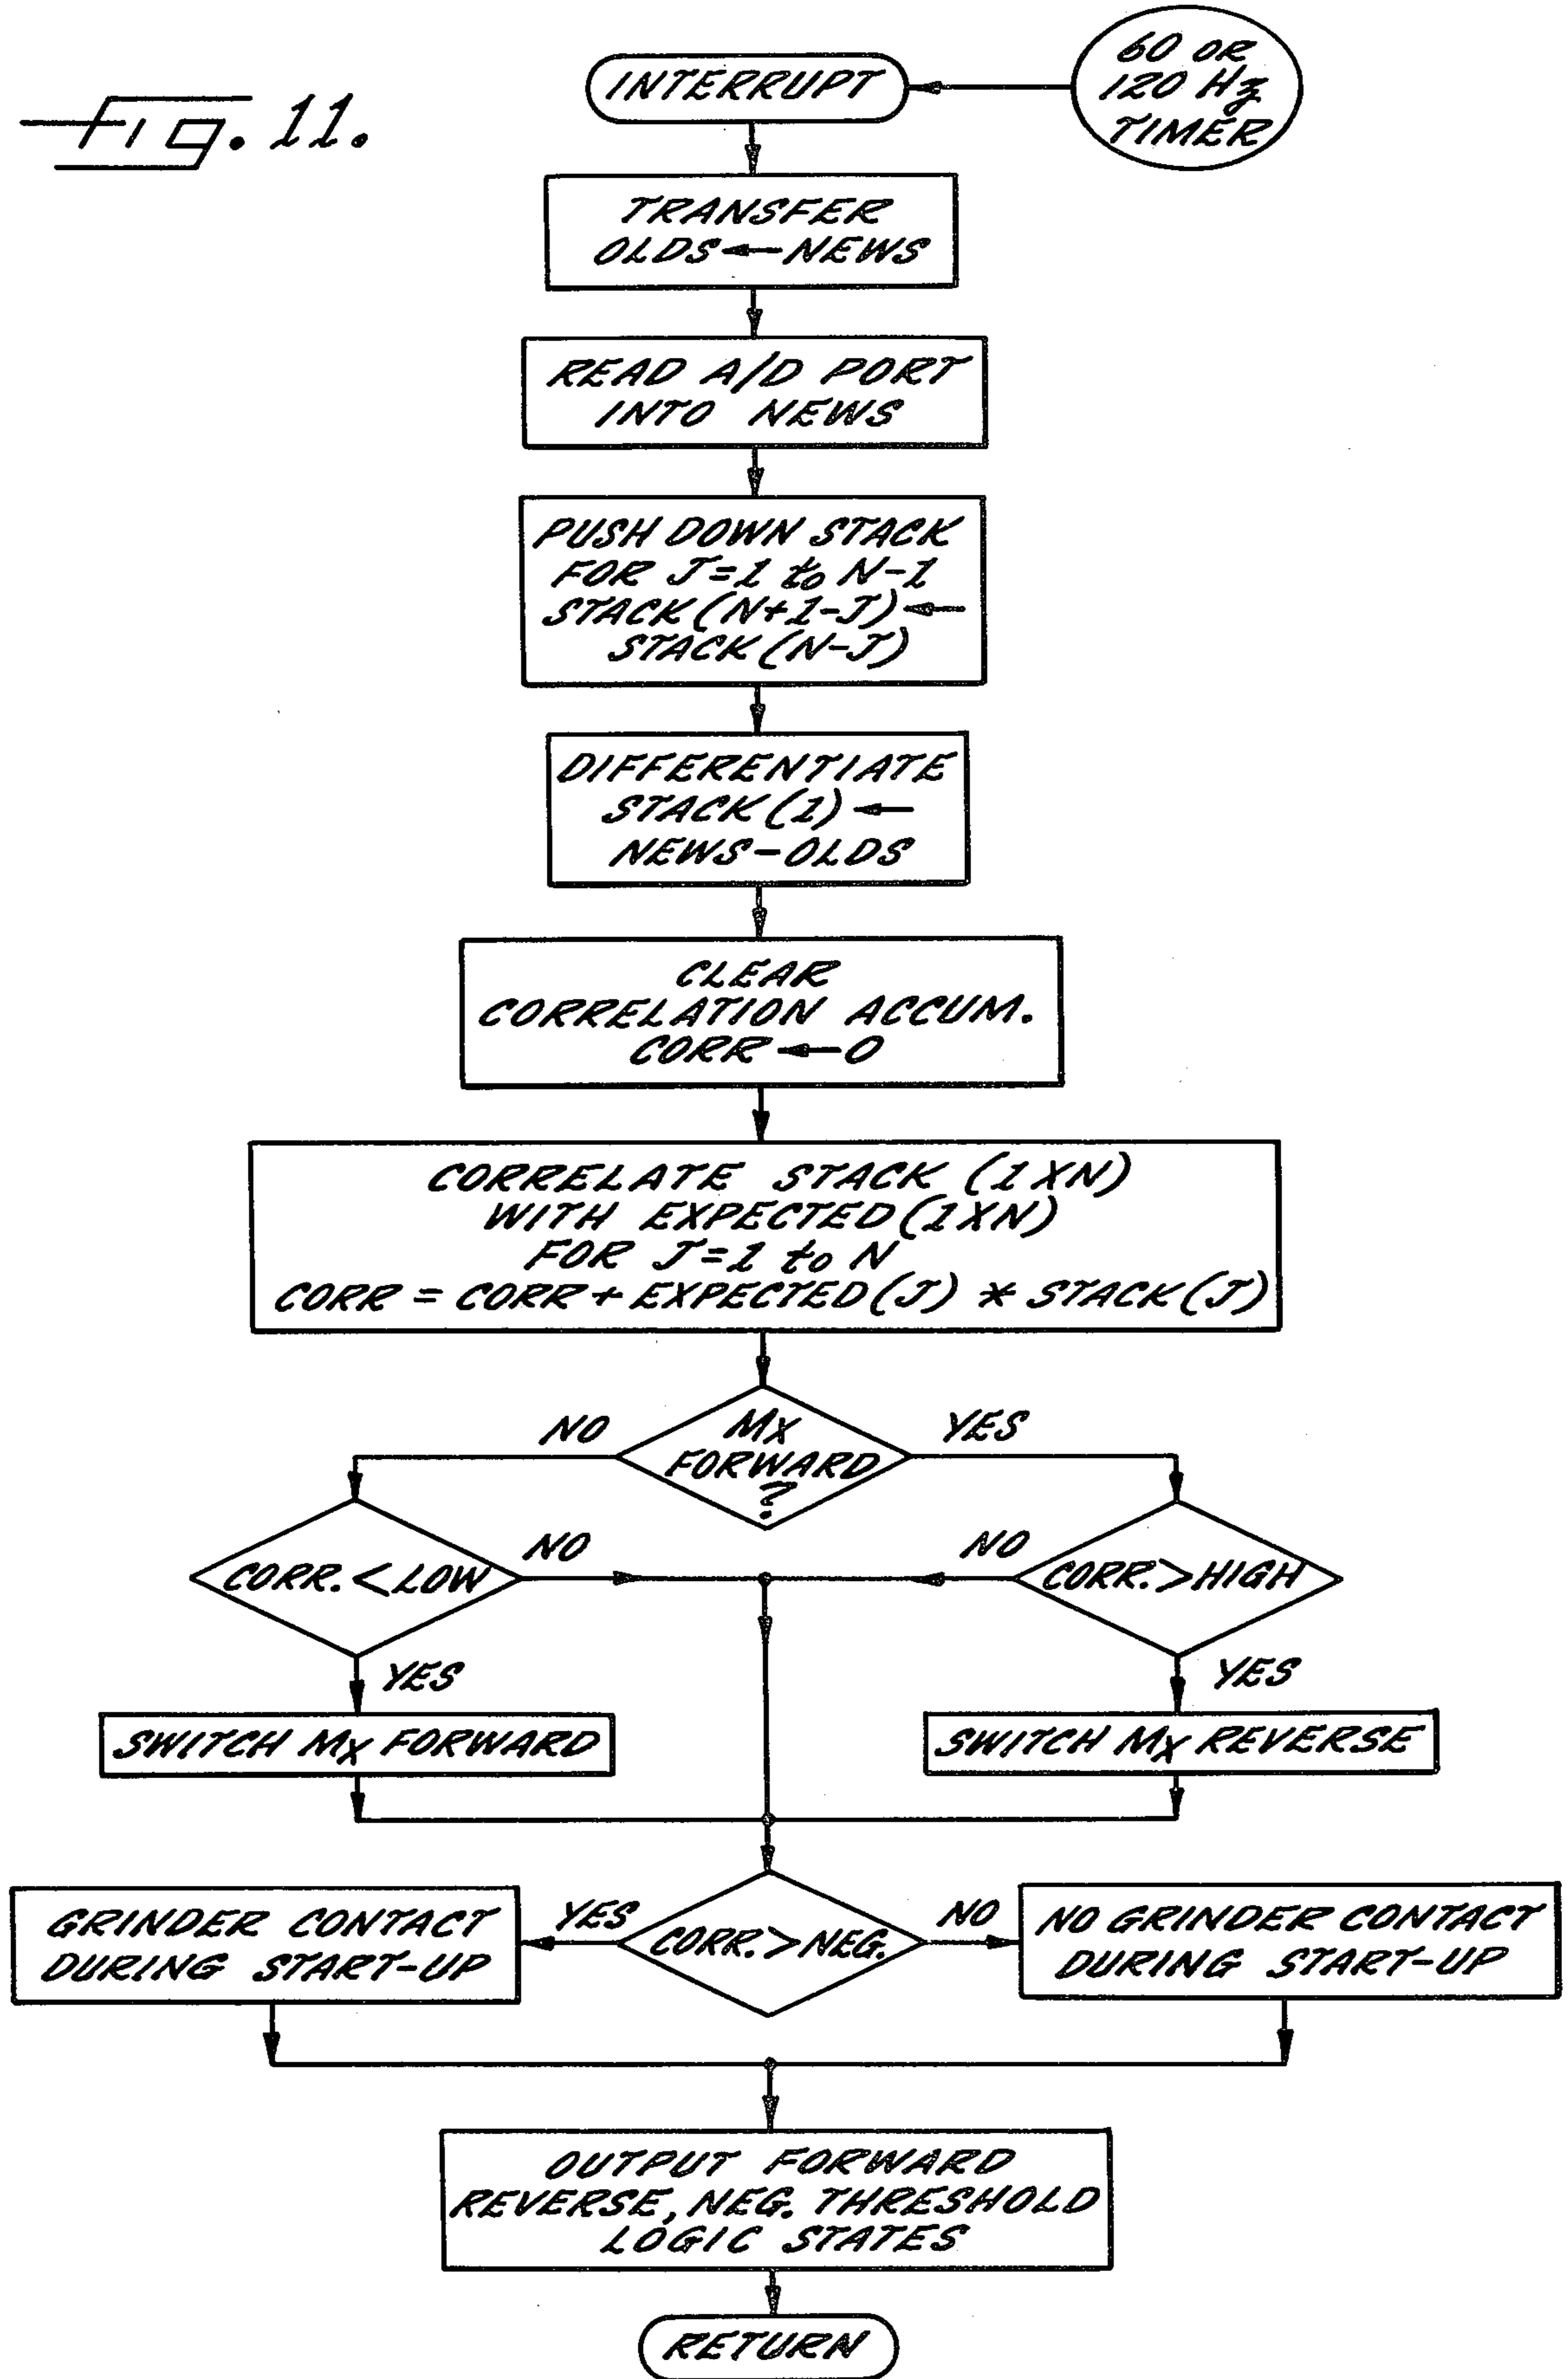 Fig. 11.
INTERRUPT
60 OR
120 Hz
TIMER
TRANSFER
OLDS←NEWS
READ A/D PORT
INTO NEWS
PUSH DOWN STACK
FOR J=1 to N-1
STACK(N+1-J)←
STACK(N-J)
DIFFERENTIATE
STACK(1)←
NEWS-OLDS
CLEAR
CORRELATION ACCUM.
CORR←0
CORRELATE STACK (1XN)
WITH EXPECTED(1XN)
FOR J=1 to N
CORR = CORR + EXPECTED(J) * STACK(J)
MX
FORWARD
?
NO
YES
CORR.<LOW
NO
NO
CORR.>HIGH
YES
YES
SWITCH MX FORWARD
SWITCH MX REVERSE
GRINDER CONTACT
DURING START-UP
YES
CORR.>NEG.
NO
NO GRINDER CONTACT
DURING START-UP
OUTPUT FORWARD
REVERSE, NEG. THRESHOLD
LOGIC STATES
RETURN